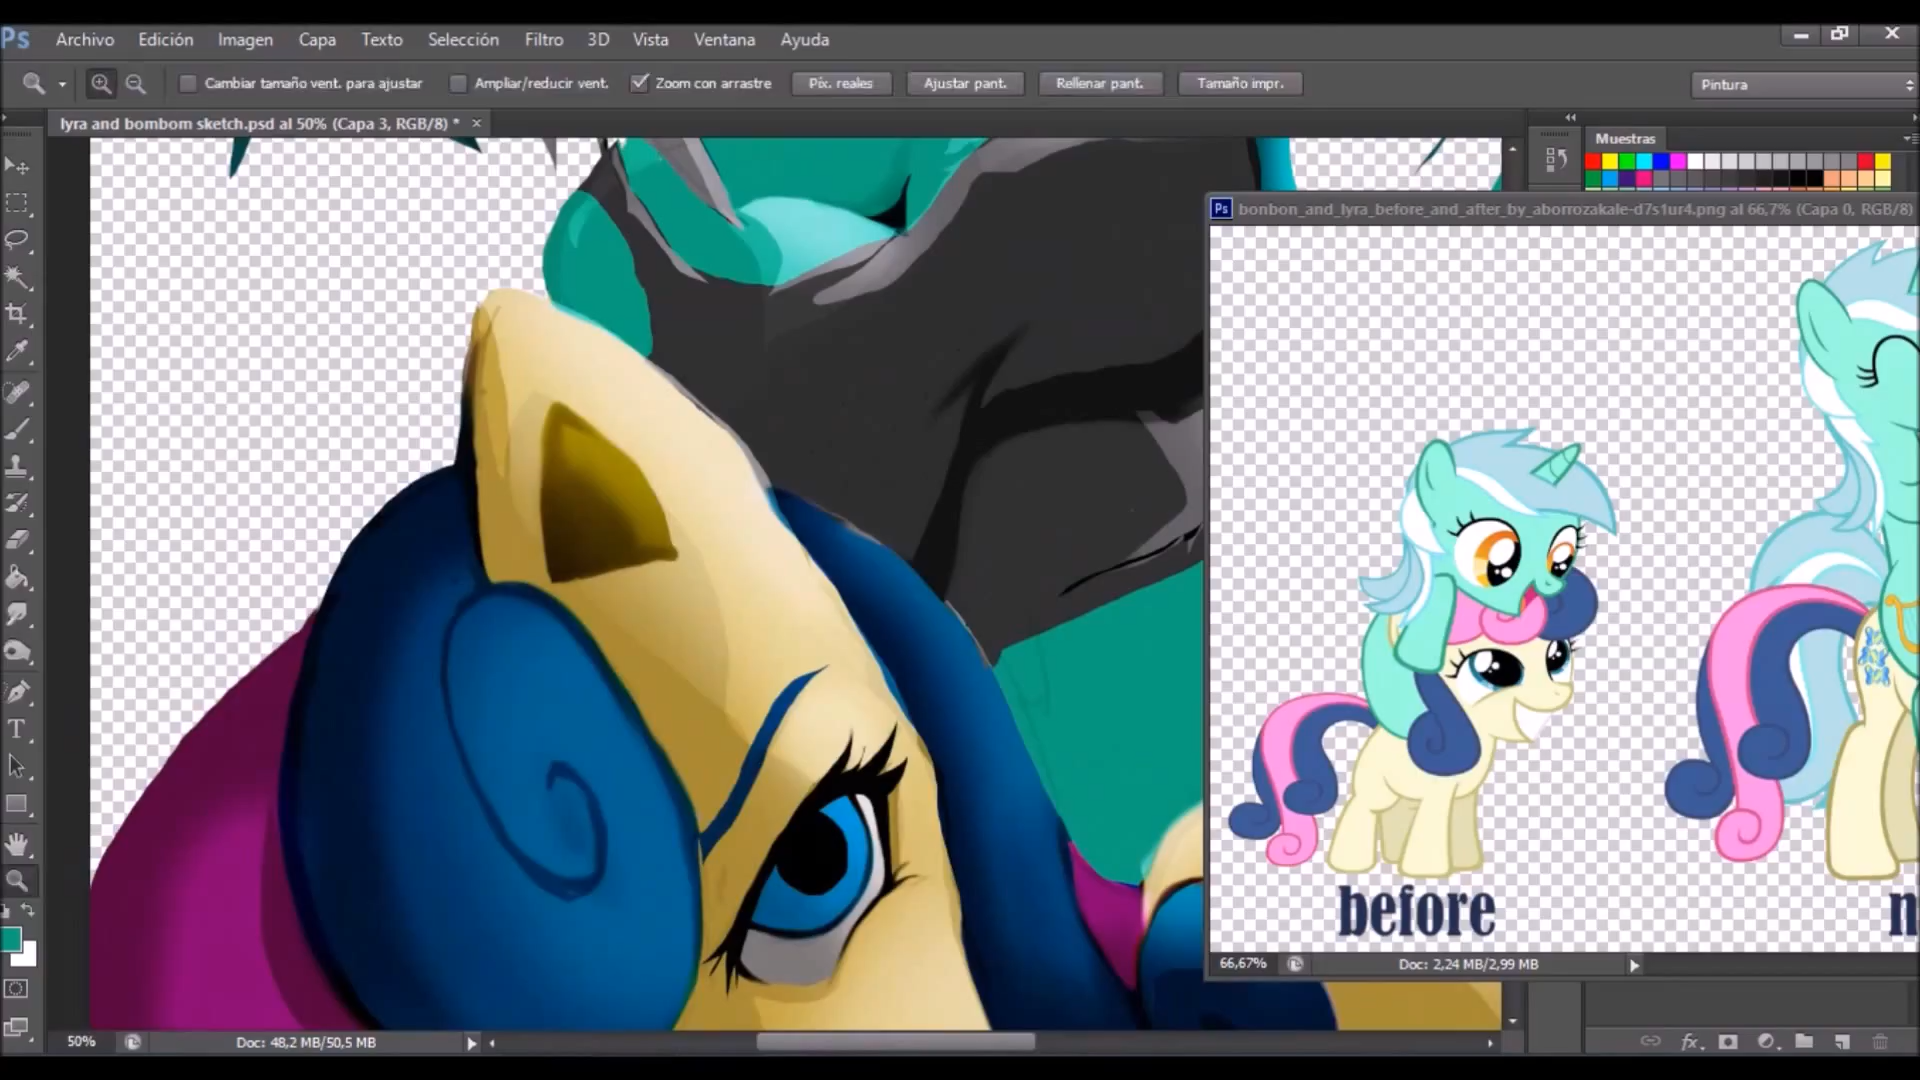 Ps Archivo Edición Imagen Capa Texto Selección Filtro 3D Vista Ventana Ayuda
Cambiar tamaño vent. para ajustar Ampliar/reducir vent. Zoom con arrastre Píx. reales Ajustar pant. Rellenar pant. Tamaño impr. Pintura
lyra and bombom sketch.psd al 50% (Capa 3, RGB/8) * ×
Muestras
Ps bonbon_and_lyra_before_and_after_by_aborrozakale-d7s1ur4.png al 66,7% (Capa 0, RGB/8)
T
before
n
66,67% Doc: 2,24 MB/2,99 MB
50% Doc: 48,2 MB/50,5 MB
fx